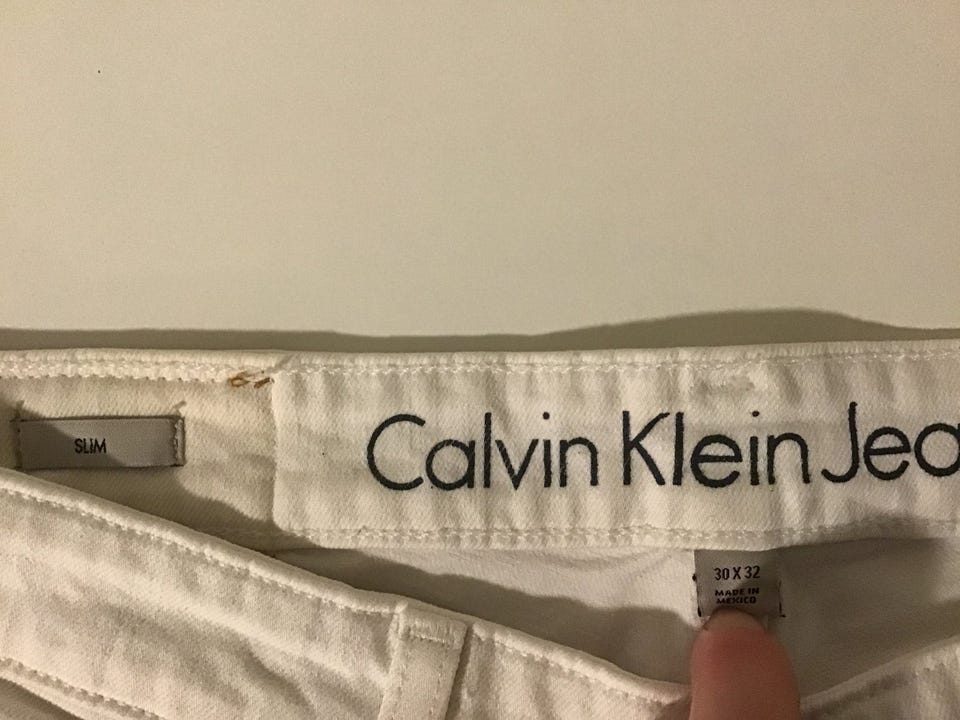 SLIM
Calvin Klein Jea
30 X 32
MADE IN
MEXICO